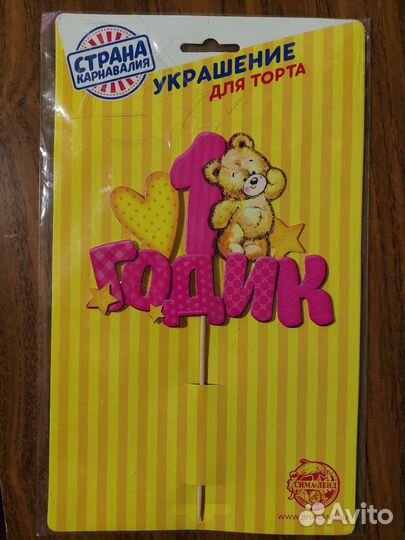 СТРАНА
КАРНАВАЛИЯ
УКРАШЕНИЕ
ДЛЯ ТОРТА
1
ГОДИК
СИМА-ЛЕНД
Avito